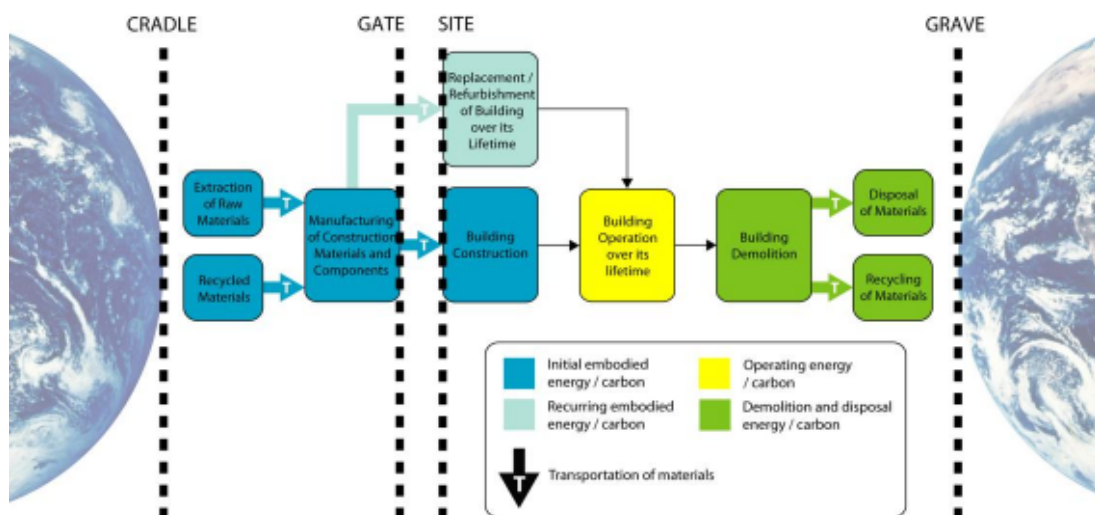 CRADLE
GATE
SITE
GRAVE
Replacement /
Refurbishment
of Building
over its
Lifetime
T
Extraction
of Raw
Materials
T
Manufacturing
of Construction
Materials and
Components
T
Building
Construction
Building
Operation
over its
lifetime
Building
Demolition
T
Disposal
of Materials
Recycled
Materials
T
T
Recycling
of Materials
Initial embodied
energy / carbon
Operating energy
/ carbon
Recurring embodied
energy / carbon
Demolition and disposal
energy / carbon
T
Transportation of materials